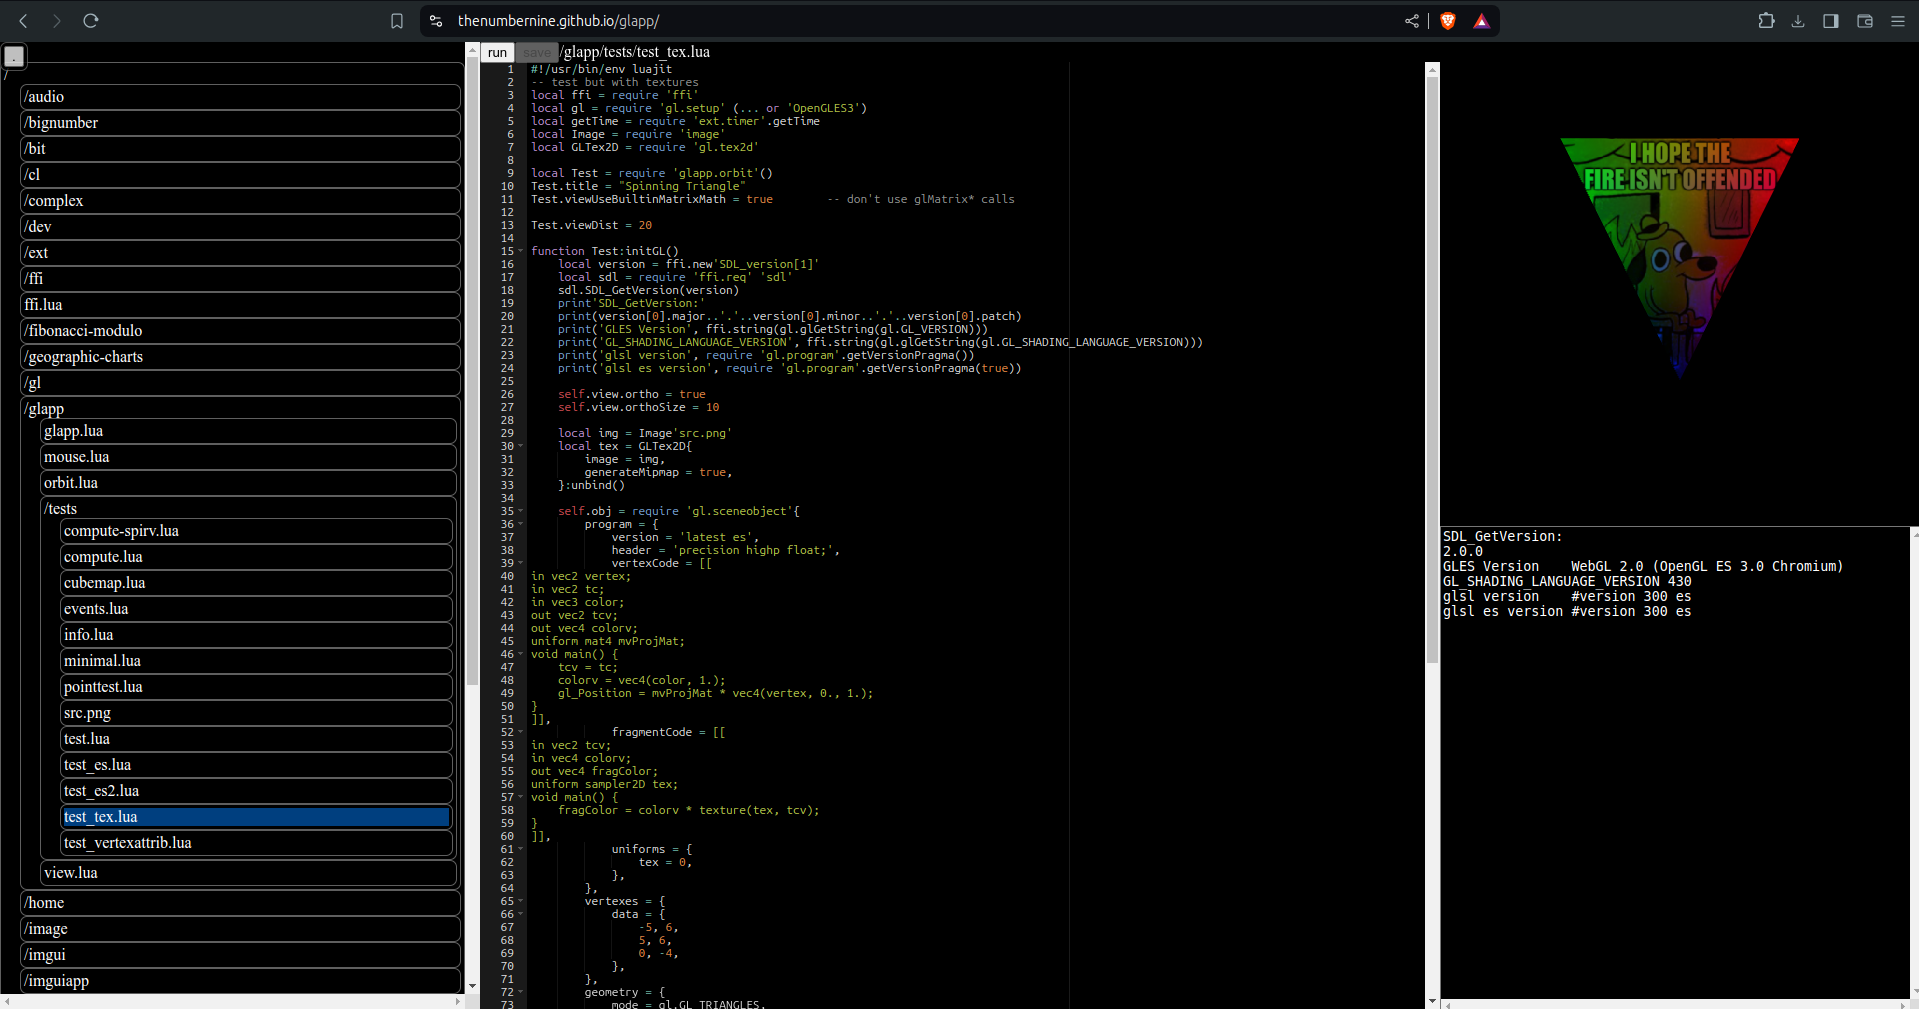 thenumbernine.github.io/glapp/
.
/
/audio
/bignumber
/bit
/cl
/complex
/dev
/ext
/ffi
ffi.lua
/fibonacci-modulo
/geographic-charts
/gl
/glapp
glapp.lua
mouse.lua
orbit.lua
/tests
compute-spirv.lua
compute.lua
cubemap.lua
events.lua
info.lua
minimal.lua
pointtest.lua
src.png
test.lua
test_es.lua
test_es2.lua
test_tex.lua
test_vertexattrib.lua
view.lua
/home
/image
/imgui
/imguiapp
run save /glapp/tests/test_tex.lua
1 #!/usr/bin/env luajit
2 -- test but with textures
3 local ffi = require 'ffi'
4 local gl = require 'gl.setup' (... or 'OpenGLES3')
5 local getTime = require 'ext.timer'.getTime
6 local Image = require 'image'
7 local GLTex2D = require 'gl.tex2d'
8
9 local Test = require 'glapp.orbit'()
10 Test.title = "Spinning Triangle"
11 Test.viewUseBuiltinMatrixMath = true -- don't use glMatrix* calls
12
13 Test.viewDist = 20
14
15 function Test:initGL()
16 local version = ffi.new'SDL_version[1]'
17 local sdl = require 'ffi.req' 'sdl'
18 sdl.SDL_GetVersion(version)
19 print'SDL_GetVersion:'
20 print(version[0].major..'.'..version[0].minor..'.'..version[0].patch)
21 print('GLES Version', ffi.string(gl.glGetString(gl.GL_VERSION)))
22 print('GL_SHADING_LANGUAGE_VERSION', ffi.string(gl.glGetString(gl.GL_SHADING_LANGUAGE_VERSION)))
23 print('glsl version', require 'gl.program'.getVersionPragma())
24 print('glsl es version', require 'gl.program'.getVersionPragma(true))
25
26 self.view.ortho = true
27 self.view.orthoSize = 10
28
29 local img = Image'src.png'
30 local tex = GLTex2D{
31 image = img,
32 generateMipmap = true,
33 }:unbind()
34
35 self.obj = require 'gl.sceneobject'{
36 program = {
37 version = 'latest es',
38 header = 'precision highp float;',
39 vertexCode = [[
40 in vec2 vertex;
41 in vec2 tc;
42 in vec3 color;
43 out vec2 tcv;
44 out vec4 colorv;
45 uniform mat4 mvProjMat;
46 void main() {
47 tcv = tc;
48 colorv = vec4(color, 1.);
49 gl_Position = mvProjMat * vec4(vertex, 0., 1.);
50 }
51 ]],
52 fragmentCode = [[
53 in vec2 tcv;
54 in vec4 colorv;
55 out vec4 fragColor;
56 uniform sampler2D tex;
57 void main() {
58 fragColor = colorv * texture(tex, tcv);
59 }
60 ]],
61 uniforms = {
62 tex = 0,
63 },
64 },
65 vertexes = {
66 data = {
67 -5, 6,
68 5, 6,
69 0, -4,
70 },
71 },
72 geometry = {
73 mode = gl.GL_TRIANGLES,
I HOPE THE
FIRE ISN'T OFFENDED
SDL_GetVersion:
2.0.0
GLES Version WebGL 2.0 (OpenGL ES 3.0 Chromium)
GL_SHADING_LANGUAGE_VERSION 430
glsl version #version 300 es
glsl es version #version 300 es